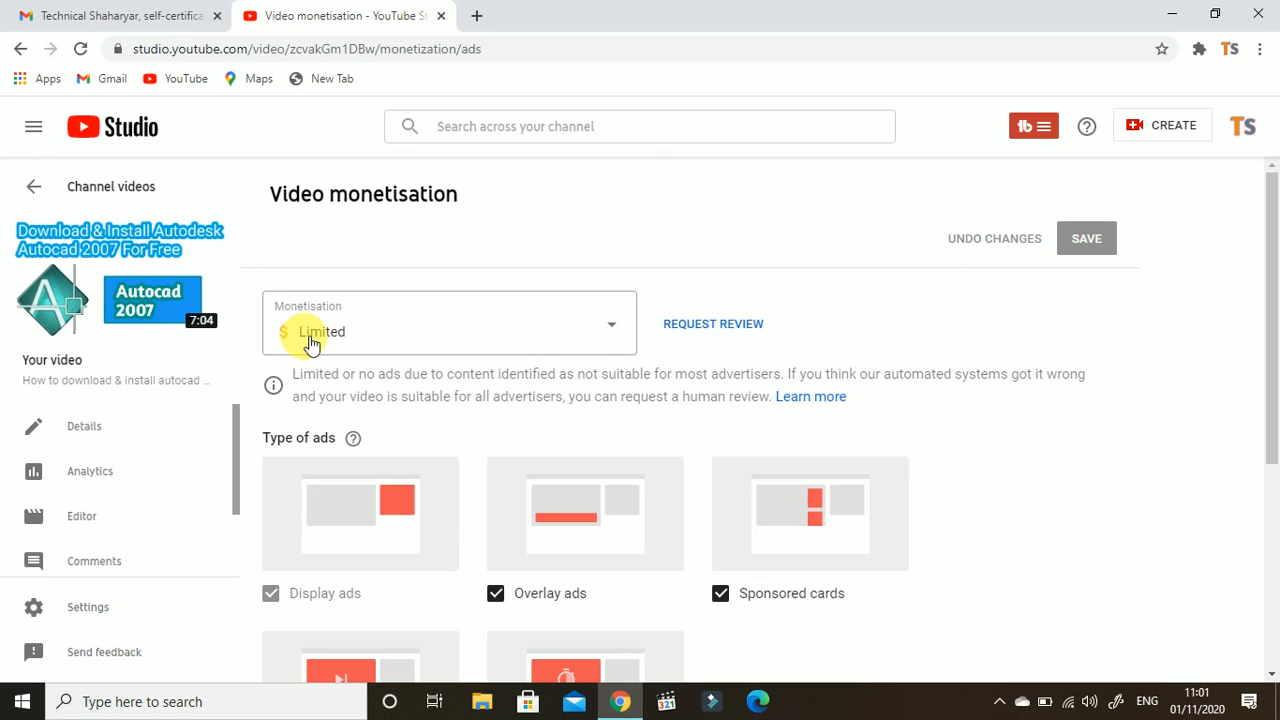 Technical Shaharyar, self-certifica
Video monetisation - YouTube St
studio.youtube.com/video/zcvakGm1DBw/monetization/ads
TS
Apps
Gmail
YouTube
Maps
New Tab
Studio
Search across your channel
CREATE
TS
Channel videos
Video monetisation
Download & Install Autodesk
Autocad 2007 For Free
UNDO CHANGES
SAVE
Autocad
2007
7:04
Monetisation
$ Limited
REQUEST REVIEW
Your video
How to download & install autocad ...
Limited or no ads due to content identified as not suitable for most advertisers. If you think our automated systems got it wrong
and your video is suitable for all advertisers, you can request a human review. Learn more
Details
Type of ads
Analytics
Editor
Comments
Display ads
Overlay ads
Sponsored cards
Settings
Send feedback
Type here to search
321
ENG
11:01
01/11/2020